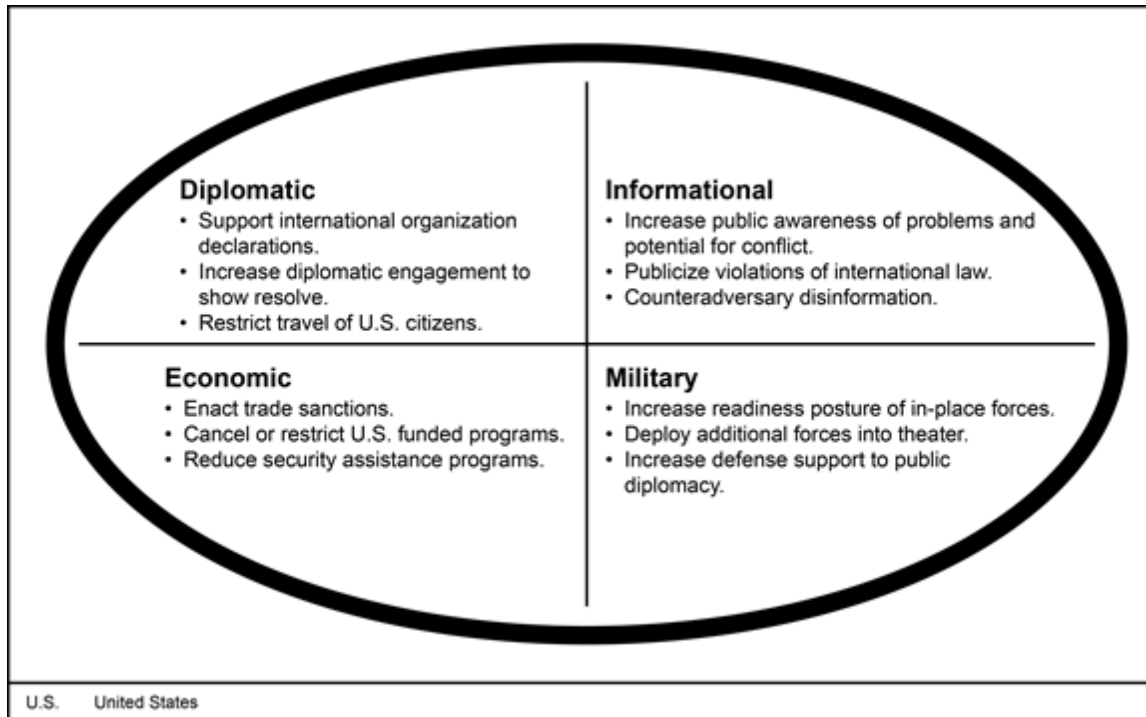 Diplomatic
• Support international organization
declarations.
• Increase diplomatic engagement to
show resolve.
• Restrict travel of U.S. citizens.
Informational
• Increase public awareness of problems and
potential for conflict.
• Publicize violations of international law.
• Counteradversary disinformation.
Economic
• Enact trade sanctions.
• Cancel or restrict U.S. funded programs.
• Reduce security assistance programs.
Military
• Increase readiness posture of in-place forces.
• Deploy additional forces into theater.
• Increase defense support to public
diplomacy.
U.S. United States